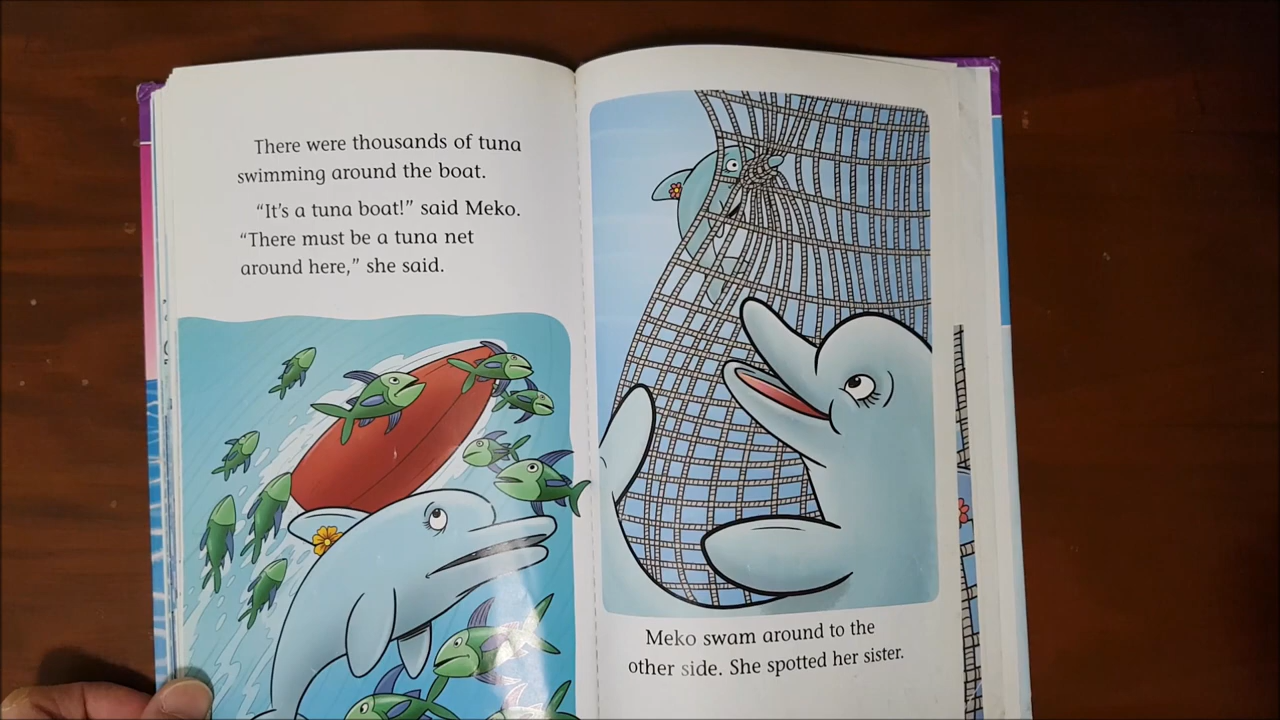 There were thousands of tuna
swimming around the boat.
“It’s a tuna boat!” said Meko.
“There must be a tuna net
around here,” she said.
Meko swam around to the
other side. She spotted her sister.